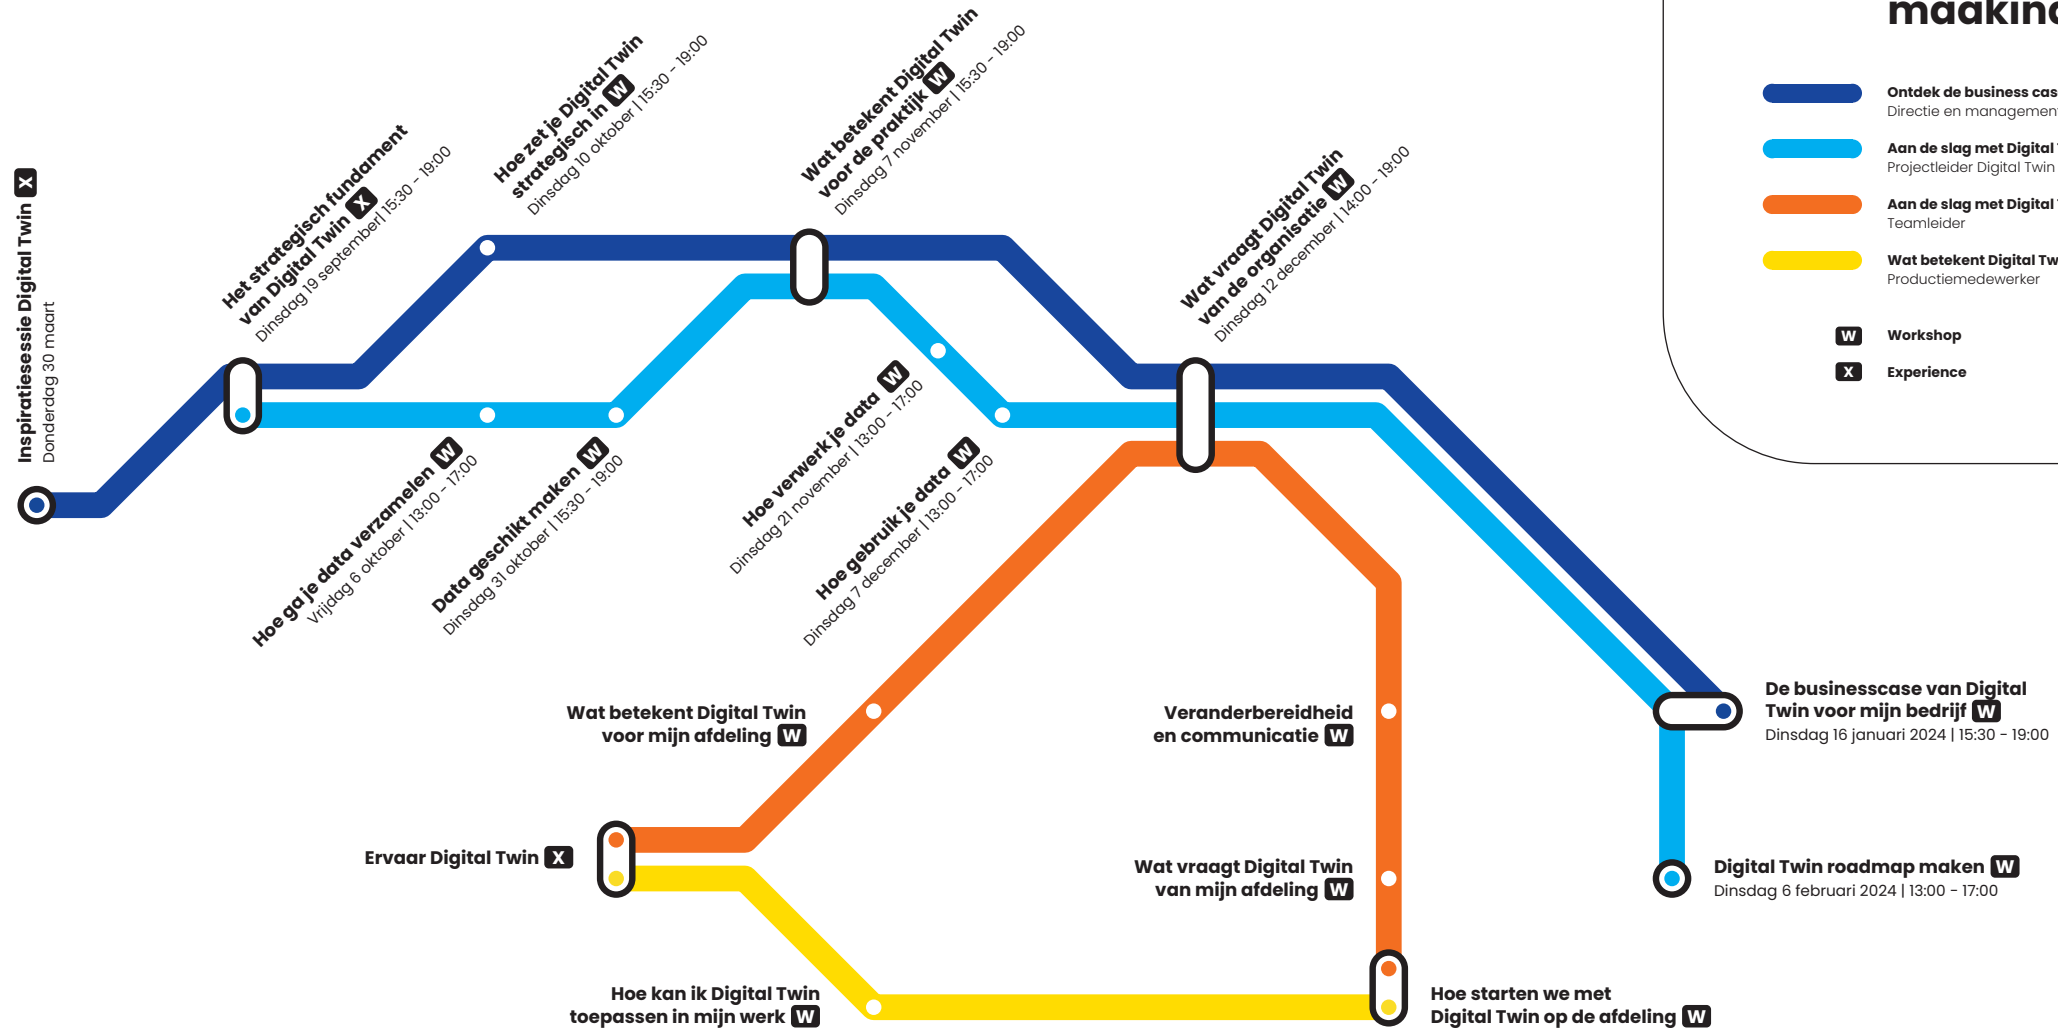 maakind
Ontdek de business cas
Directie en management
Aan de slag met Digital
Projectleider Digital Twin
Aan de slag met Digital
Teamleider
Wat betekent Digital Tw
Productiemedewerker
W Workshop
X Experience
Inspiratiesessie Digital Twin X
Donderdag 30 maart
Het strategisch fundament
van Digital Twin X
Dinsdag 19 september| 15:30 - 19:00
Hoe zet je Digital Twin
strategisch in W
Dinsdag 10 oktober | 15:30 - 19:00
Wat betekent Digital Twin
voor de praktijk W
Dinsdag 7 november | 15:30 - 19:00
Wat vraagt Digital Twin
van de organisatie W
Dinsdag 12 december | 14:00 - 19:00
Hoe ga je data verzamelen W
Vrijdag 6 oktober | 13:00 - 17:00
Data geschikt maken W
Dinsdag 31 oktober | 15:30 - 19:00
Hoe verwerk je data W
Dinsdag 21 november | 13:00 - 17:00
Hoe gebruik je data W
Dinsdag 7 december | 13:00 - 17:00
Wat betekent Digital Twin
voor mijn afdeling W
Veranderbereidheid
en communicatie W
De businesscase van Digital
Twin voor mijn bedrijf W
Dinsdag 16 januari 2024 | 15:30 - 19:00
Ervaar Digital Twin X
Wat vraagt Digital Twin
van mijn afdeling W
Digital Twin roadmap maken W
Dinsdag 6 februari 2024 | 13:00 - 17:00
Hoe kan ik Digital Twin
toepassen in mijn werk W
Hoe starten we met
Digital Twin op de afdeling W